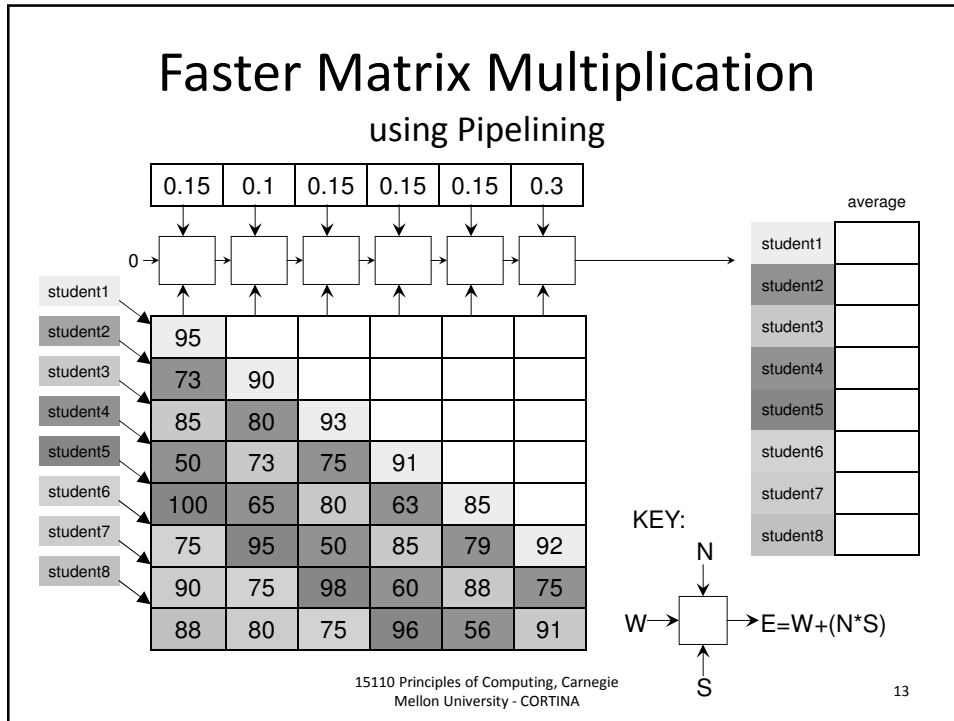 Faster Matrix Multiplication
using Pipelining
0.15 0.1 0.15 0.15 0.15 0.3
0
student1
student2
student3
student4
student5
student6
student7
student8
95
73 90
85 80 93
50 73 75 91
100 65 80 63 85
75 95 50 85 79 92
90 75 98 60 88 75
88 80 75 96 56 91
average
student1
student2
student3
student4
student5
student6
student7
student8
KEY:
N
W E=W+(N*S)
S
15110 Principles of Computing, Carnegie
Mellon University - CORTINA
13